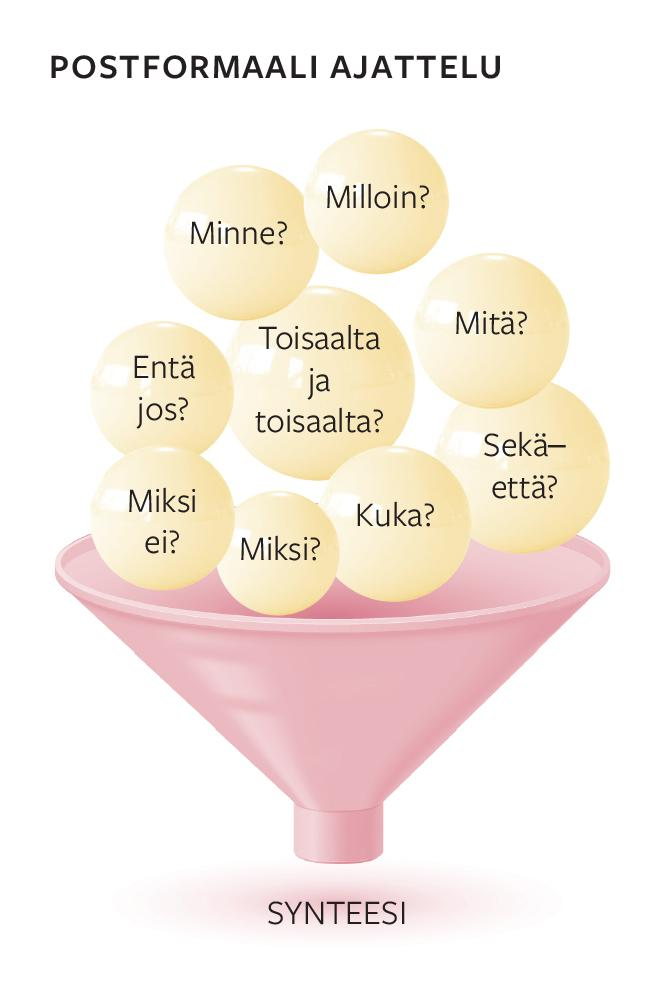 POSTFORMAALI AJATTELU
Milloin?
Minne?
Mitä?
Toisaalta
ja
toisaalta?
Entä
jos?
Sekä–
että?
Miksi
ei?
Miksi?
Kuka?
SYNTEESI